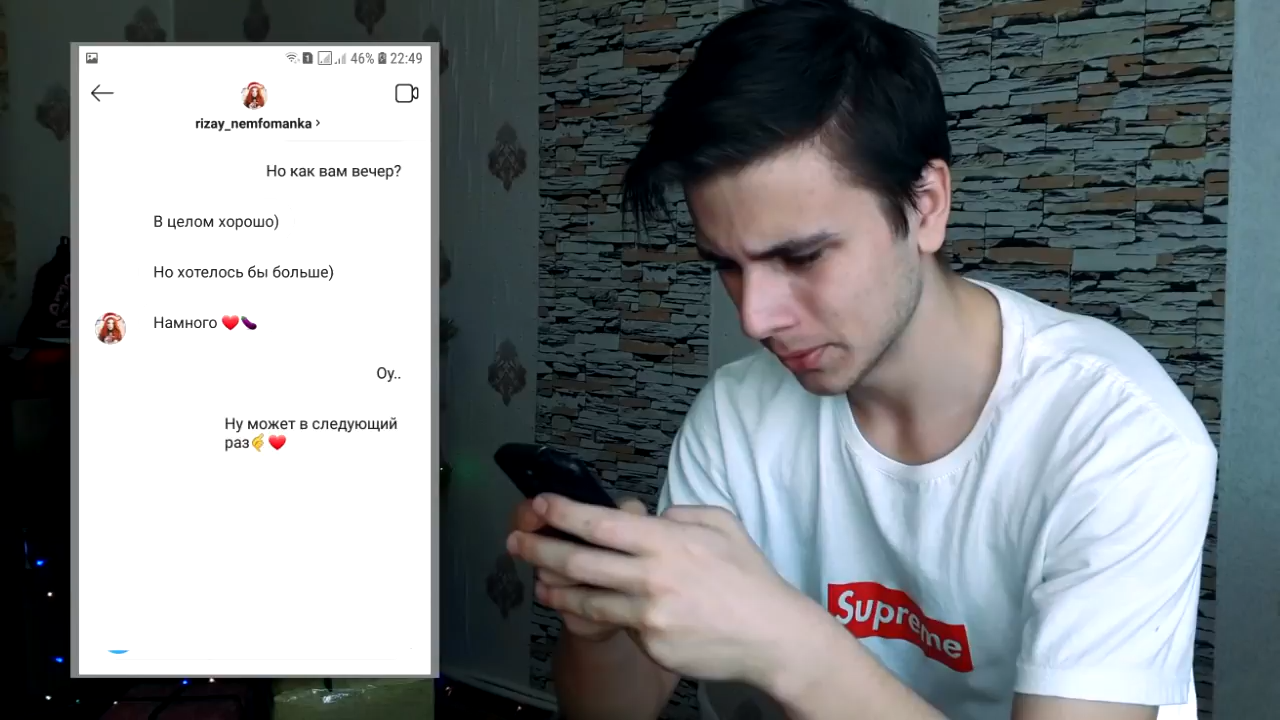 46% 22:49
rizay_nemfomanka
Но как вам вечер?
В целом хорошо)
Но хотелось бы больше)
Намного ❤️🍆
Оу..
Ну может в следующий
раз🤏❤️
Supreme